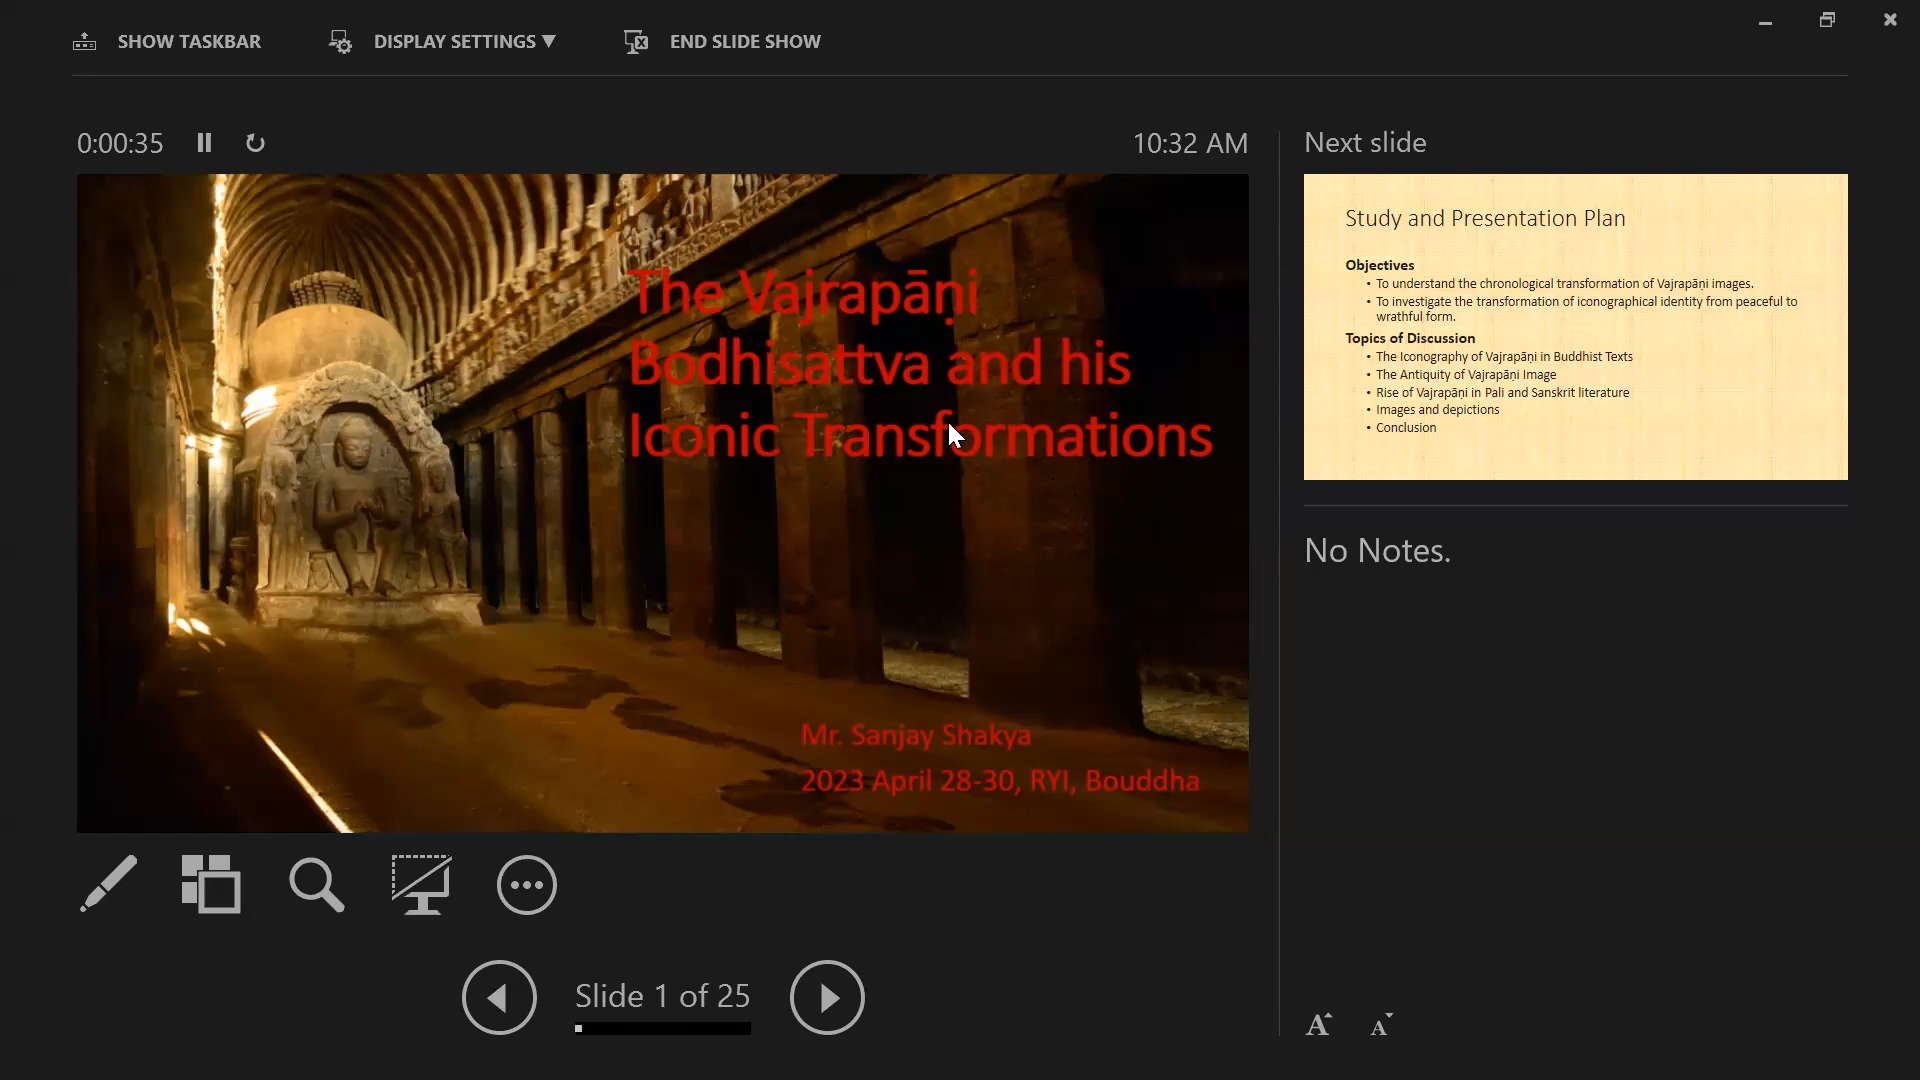 SHOW TASKBAR
DISPLAY SETTINGS ▼
END SLIDE SHOW
0:00:35
10:32 AM
The Vajrapāṇi
Bodhisattva and his
Iconic Transformations
Mr. Sanjay Shakya
2023 April 28-30, RYI, Bouddha
Slide 1 of 25
Next slide
Study and Presentation Plan
Objectives
• To understand the chronological transformation of Vajrapāṇi images.
• To investigate the transformation of iconographical identity from peaceful to
wrathful form.
Topics of Discussion
• The Iconography of Vajrapāṇi in Buddhist Texts
• The Antiquity of Vajrapāṇi Image
• Rise of Vajrapāṇi in Pali and Sanskrit literature
• Images and depictions
• Conclusion
No Notes.
A A